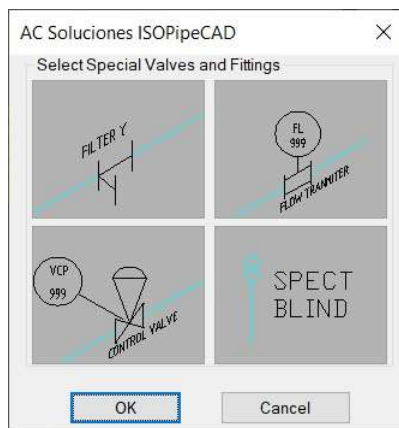 AC Soluciones ISOPipeCAD
Select Special Valves and Fittings
FILTER Y
FL
999
FLOW TRANMITER
VCP
999
CONTROL VALVE
SPECT
BLIND
OK
Cancel